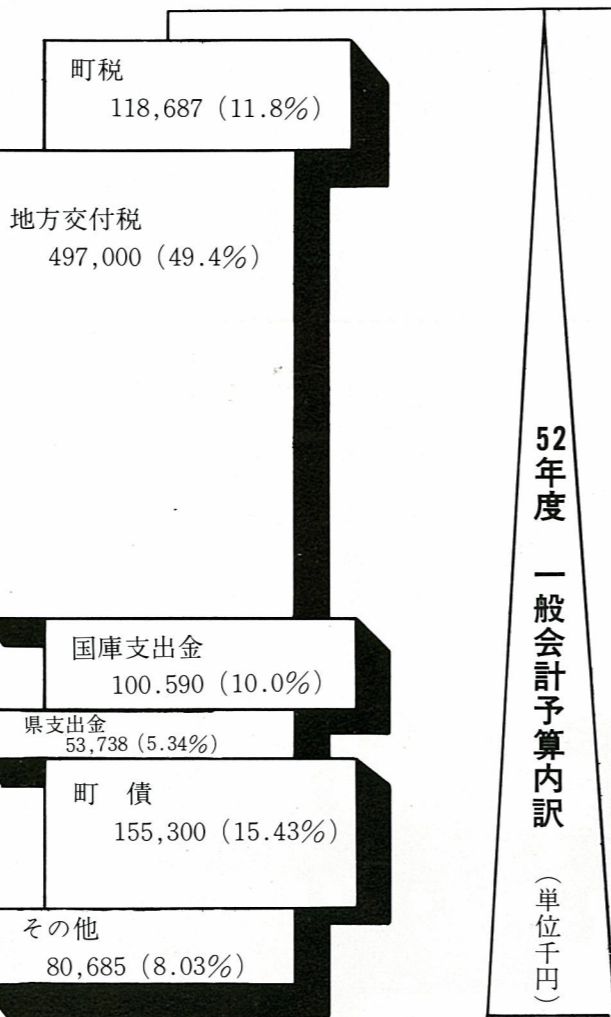 町税
118,687 (11.8%)
地方交付税
497,000 (49.4%)
国庫支出金
100.590 (10.0%)
県支出金
53,738 (5.34%)
町 債
155,300 (15.43%)
その他
80,685 (8.03%)
52年度 一般会計予算内訳 (単位千円)